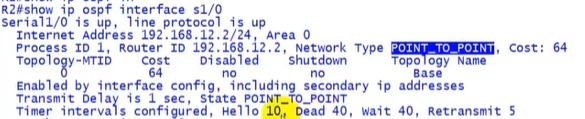 R2#show ip ospf interface s1/0
Serial1/0 is up, line protocol is up
Internet Address 192.168.12.2/24, Area 0
Process ID 1, Router ID 192.168.12.2, Network Type POINT_TO_POINT, Cost: 64
Topology-MTID Cost Disabled Shutdown Topology Name
0 64 no no Base
Enabled by interface config, including secondary ip addresses
Transmit Delay is 1 sec, State POINT_TO_POINT
Timer intervals configured, Hello 10, Dead 40, Wait 40, Retransmit 5